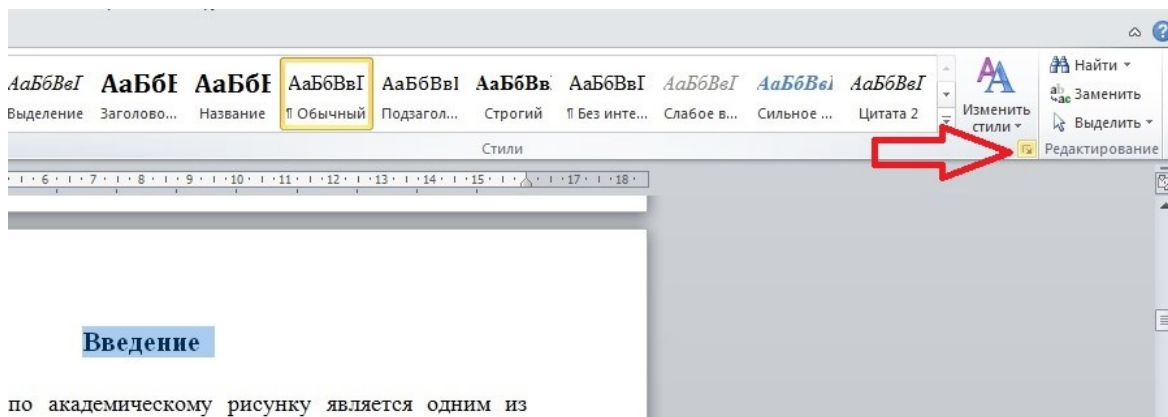 АаБбВвГ АаБбГ АаБбГ АаБбВвГ АаБбВвГ АаБбВв АаБбВвГ АаБбВвГ АаБбВвГ АаБбВвГ
Выделение Заголово... Название ¶ Обычный Подзагол... Строгий ¶ Без инте... Слабое в... Сильное ... Цитата 2
Изменить
стили
Найти
Заменить
Выделить
Стили
Редактирование
6 7 8 9 10 11 12 13 14 15 17 18
Введение
по академическому рисунку является одним из